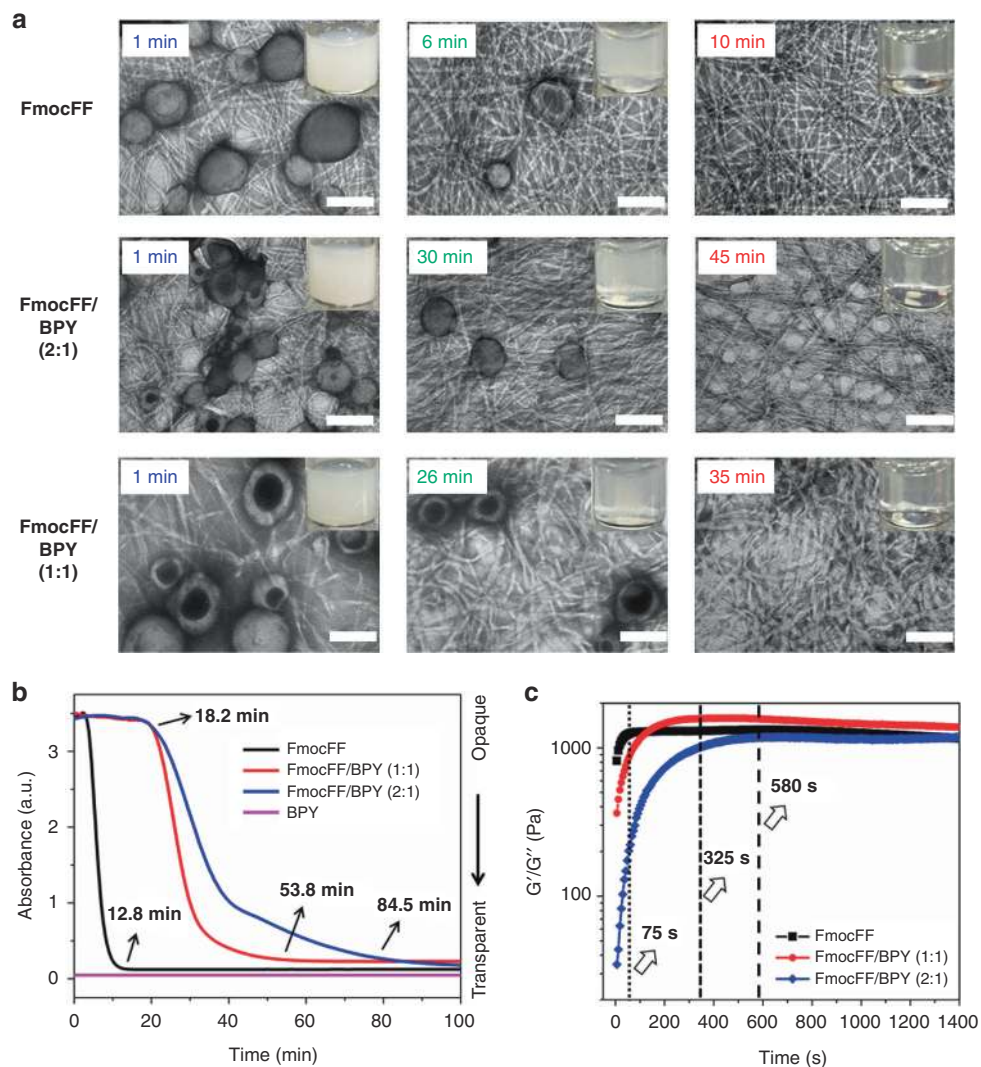 a
1 min
6 min
10 min
FmocFF
1 min
30 min
45 min
FmocFF/
BPY
(2:1)
1 min
26 min
35 min
FmocFF/
BPY
(1:1)
b
18.2 min
FmocFF
FmocFF/BPY (1:1)
FmocFF/BPY (2:1)
BPY
12.8 min
53.8 min
84.5 min
3
2
1
0
0
20
40
60
80
100
Absorbance (a.u.)
Time (min)
Opaque
Transparent
c
1000
100
G′/G′′ (Pa)
580 s
325 s
75 s
FmocFF
FmocFF/BPY (1:1)
FmocFF/BPY (2:1)
0
200
400
600
800
1000
1200
1400
Time (s)